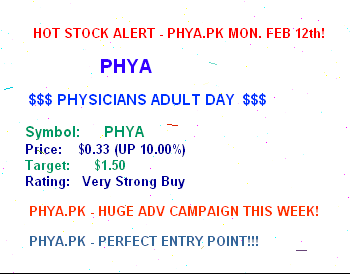 HOT STOCK ALERT - PHYA.PK MON. FEB 12th!
PHYA
$$$ PHYSICIANS ADULT DAY $$$
Symbol: PHYA
Price: $0.33 (UP 10.00%)
Target: $1.50
Rating: Very Strong Buy
PHYA.PK - HUGE ADV CAMPAIGN THIS WEEK!
PHYA.PK - PERFECT ENTRY POINT!!!